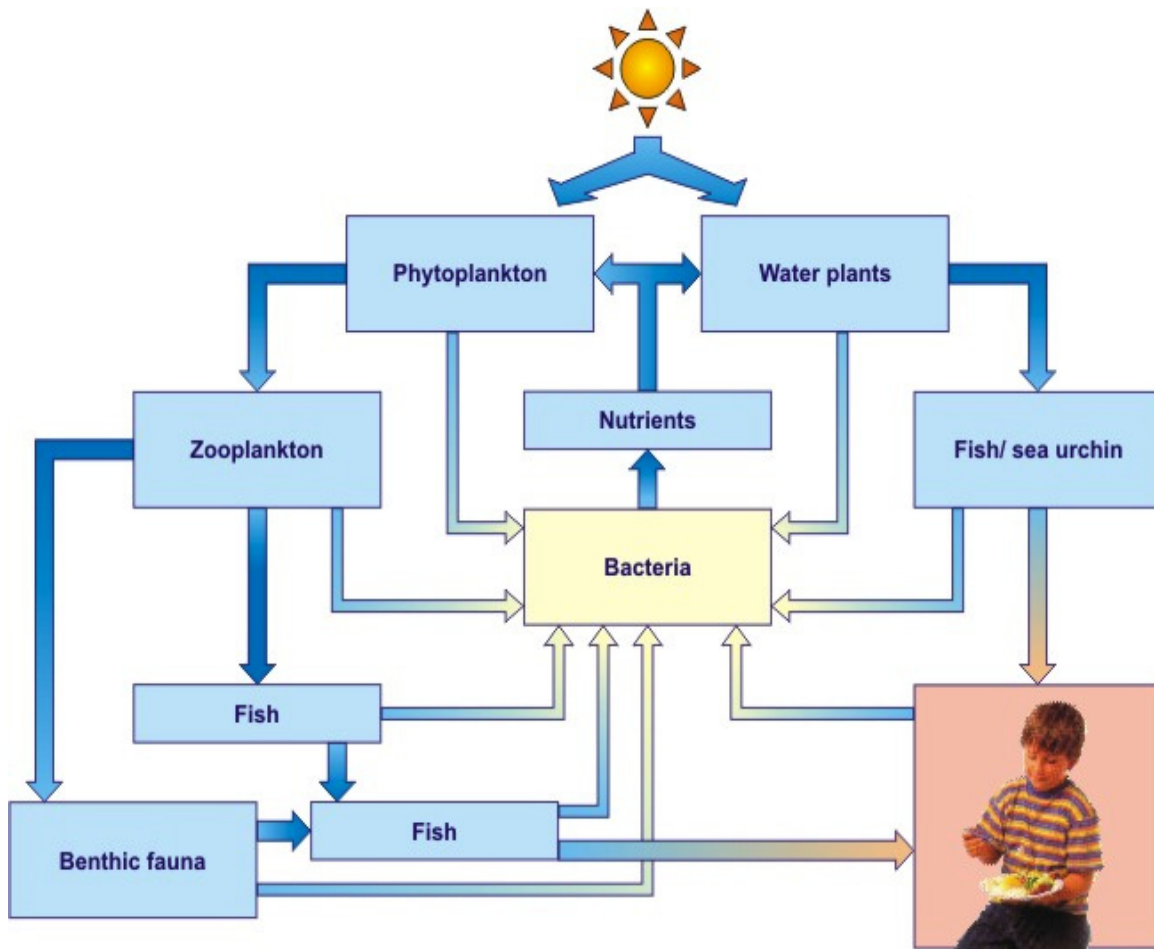 Phytoplankton
Water plants
Nutrients
Zooplankton
Fish/ sea urchin
Bacteria
Fish
Fish
Benthic fauna